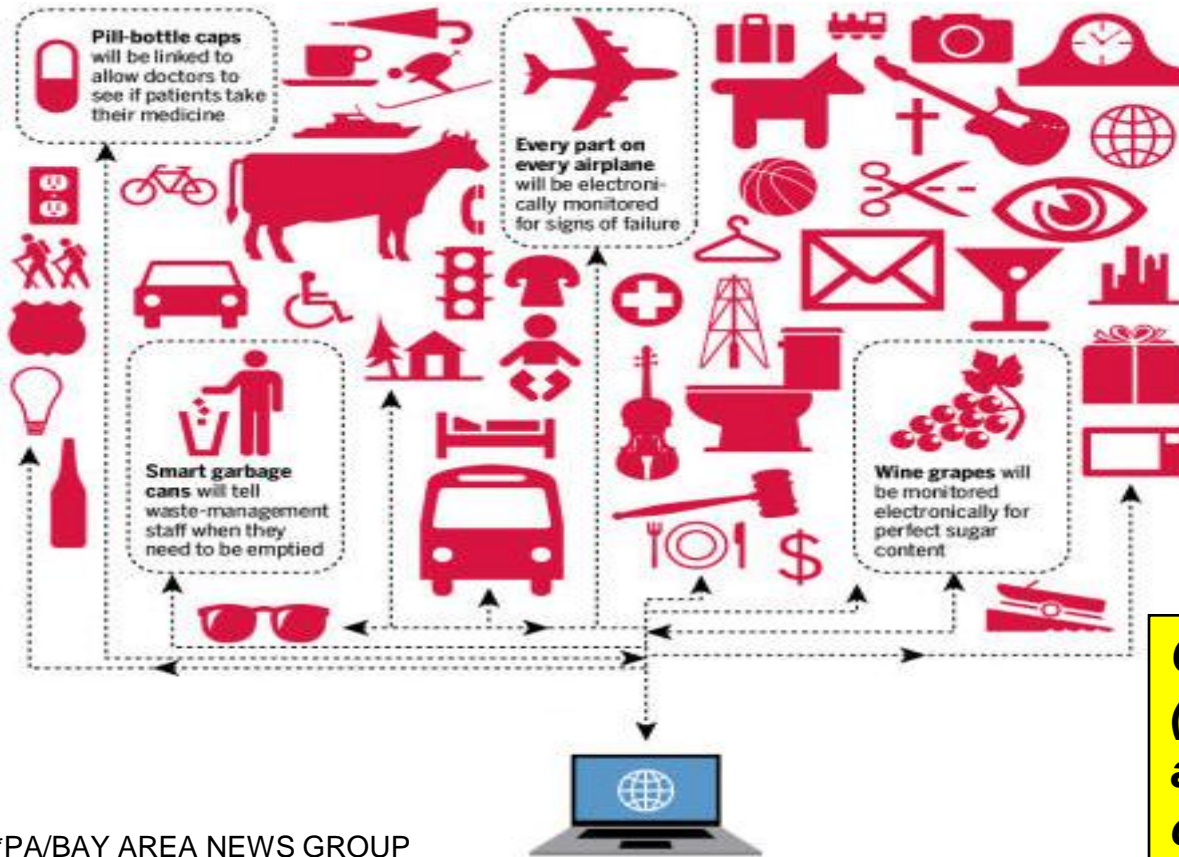 Pill-bottle caps
will be linked to
allow doctors to
see if patients take
their medicine
Every part on
every airplane
will be electroni-
cally monitored
for signs of failure
Smart garbage
cans will tell
waste-management
staff when they
need to be emptied
Wine grapes will
be monitored
electronically for
perfect sugar
content
$
*PA/BAY AREA NEWS GROUP